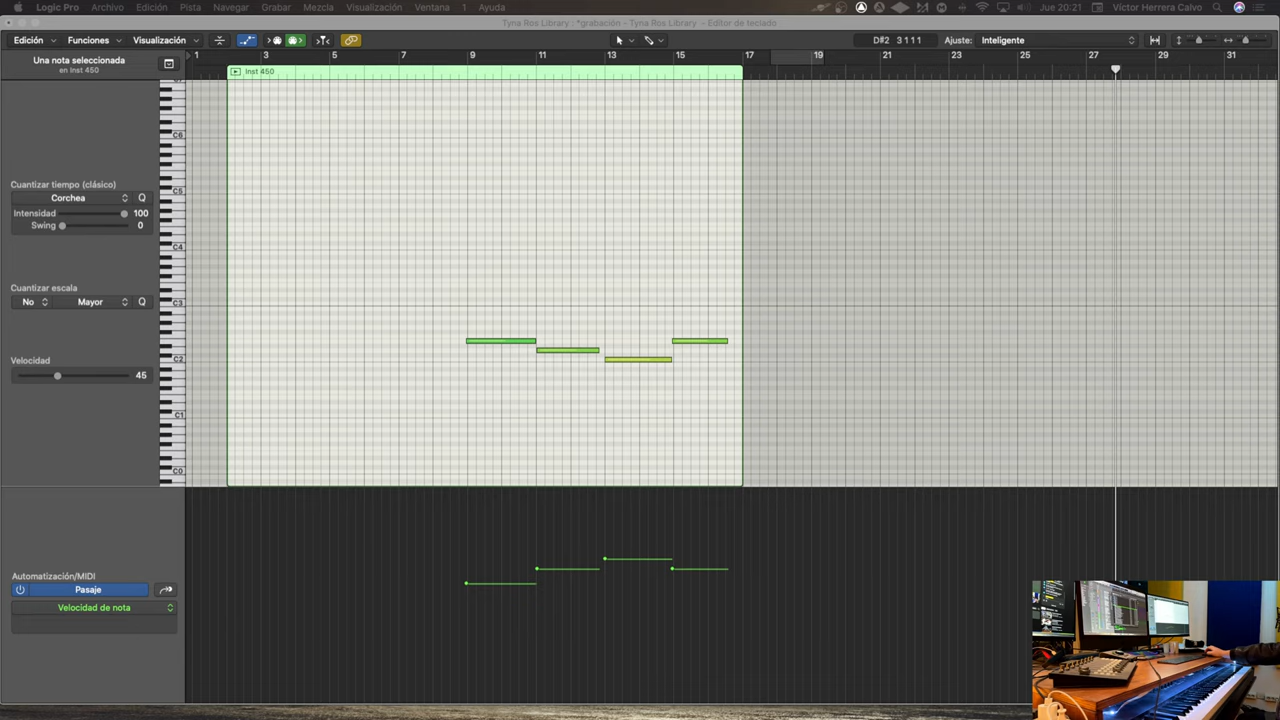 Logic Pro Archivo Edición Pista Navegar Grabar Mezcla Visualización Ventana 1 Ayuda Jue 20:21 Víctor Herrera Calvo
Tyna Ros Library : *grabación – Tyna Ros Library – Editor de teclado
Edición Funciones Visualización D#2 3 1 1 1 Ajuste: Inteligente
1 3 7 9 11 13 15 17 19 21 23 25 27 29 31
Una nota seleccionada
en Inst 450
Inst 450
C6
Cuantizar tiempo (clásico)
C5
Corchea Q
Intensidad 100
Swing 0
C4
Cuantizar escala
No Mayor Q
C3
Velocidad
C2
45
C1
C0
Automatización/MIDI
Pasaje
Velocidad de nota